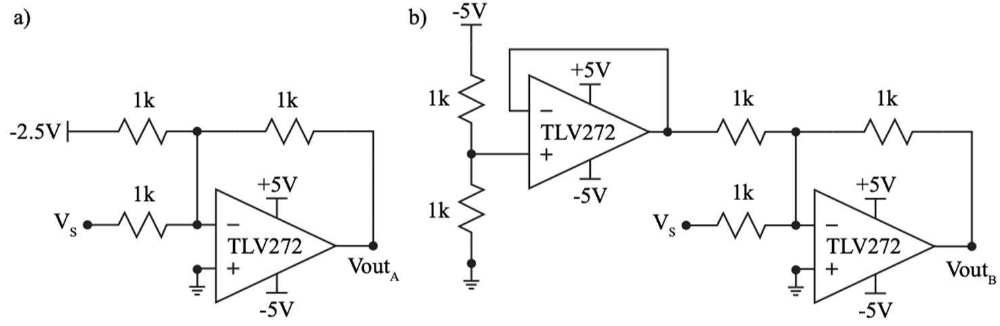 a)
-2.5V
1k
1k
1k
V_S
+5V
−
TLV272
+
-5V
Vout_A
b)
-5V
1k
1k
+5V
−
TLV272
+
-5V
1k
1k
1k
V_S
+5V
−
TLV272
+
-5V
Vout_B